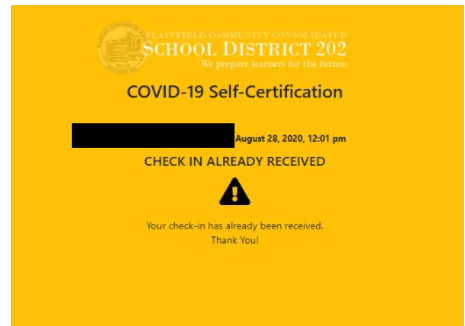 PLAINFIELD COMMUNITY CONSOLIDATED
SCHOOL DISTRICT 202
We prepare learners for the future.
COVID-19 Self-Certification
August 28, 2020, 12:01 pm
CHECK IN ALREADY RECEIVED
Your check-in has already been received.
Thank You!